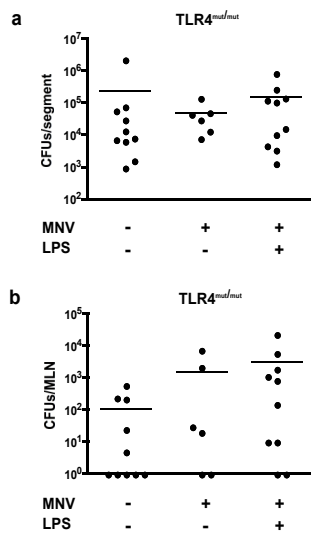 a
TLR4mut/mut
CFUs/segment
10⁷
10⁶
10⁵
10⁴
10³
10²
MNV - + +
LPS - - +
b
TLR4mut/mut
CFUs/MLN
10⁵
10⁴
10³
10²
10¹
10⁰
MNV - + +
LPS - - +